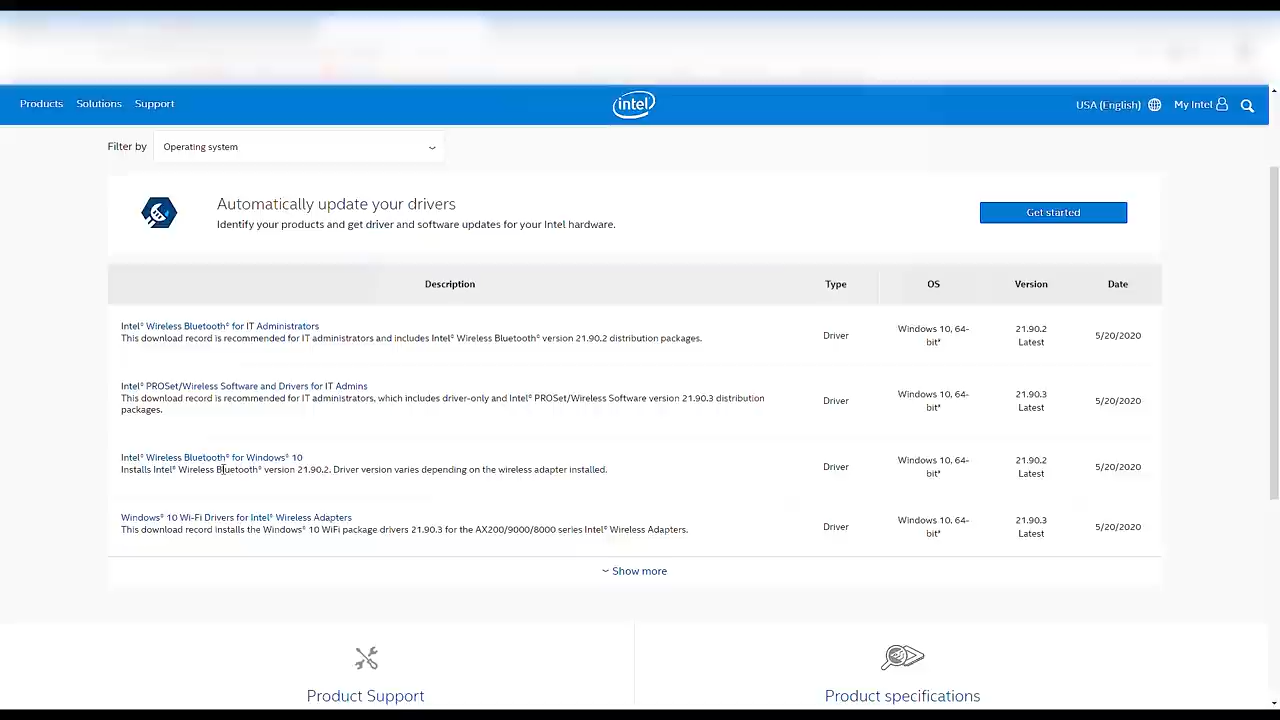 Products Solutions Support
intel
USA (English) My Intel
Filter by Operating system
Automatically update your drivers
Identify your products and get driver and software updates for your Intel hardware.
Get started
Description Type OS Version Date
Intel® Wireless Bluetooth® for IT Administrators
This download record is recommended for IT administrators and includes Intel® Wireless Bluetooth® version 21.90.2 distribution packages.
Driver
Windows 10, 64-
bit*
21.90.2
Latest
5/20/2020
Intel® PROSet/Wireless Software and Drivers for IT Admins
This download record is recommended for IT administrators, which includes driver-only and Intel® PROSet/Wireless Software version 21.90.3 distribution
packages.
Driver
Windows 10, 64-
bit*
21.90.3
Latest
5/20/2020
Intel® Wireless Bluetooth® for Windows® 10
Installs Intel® Wireless Bluetooth® version 21.90.2. Driver version varies depending on the wireless adapter installed.
Driver
Windows 10, 64-
bit*
21.90.2
Latest
5/20/2020
Windows® 10 Wi-Fi Drivers for Intel® Wireless Adapters
This download record installs the Windows® 10 WiFi package drivers 21.90.3 for the AX200/9000/8000 series Intel® Wireless Adapters.
Driver
Windows 10, 64-
bit*
21.90.3
Latest
5/20/2020
Show more
Product Support
Product specifications